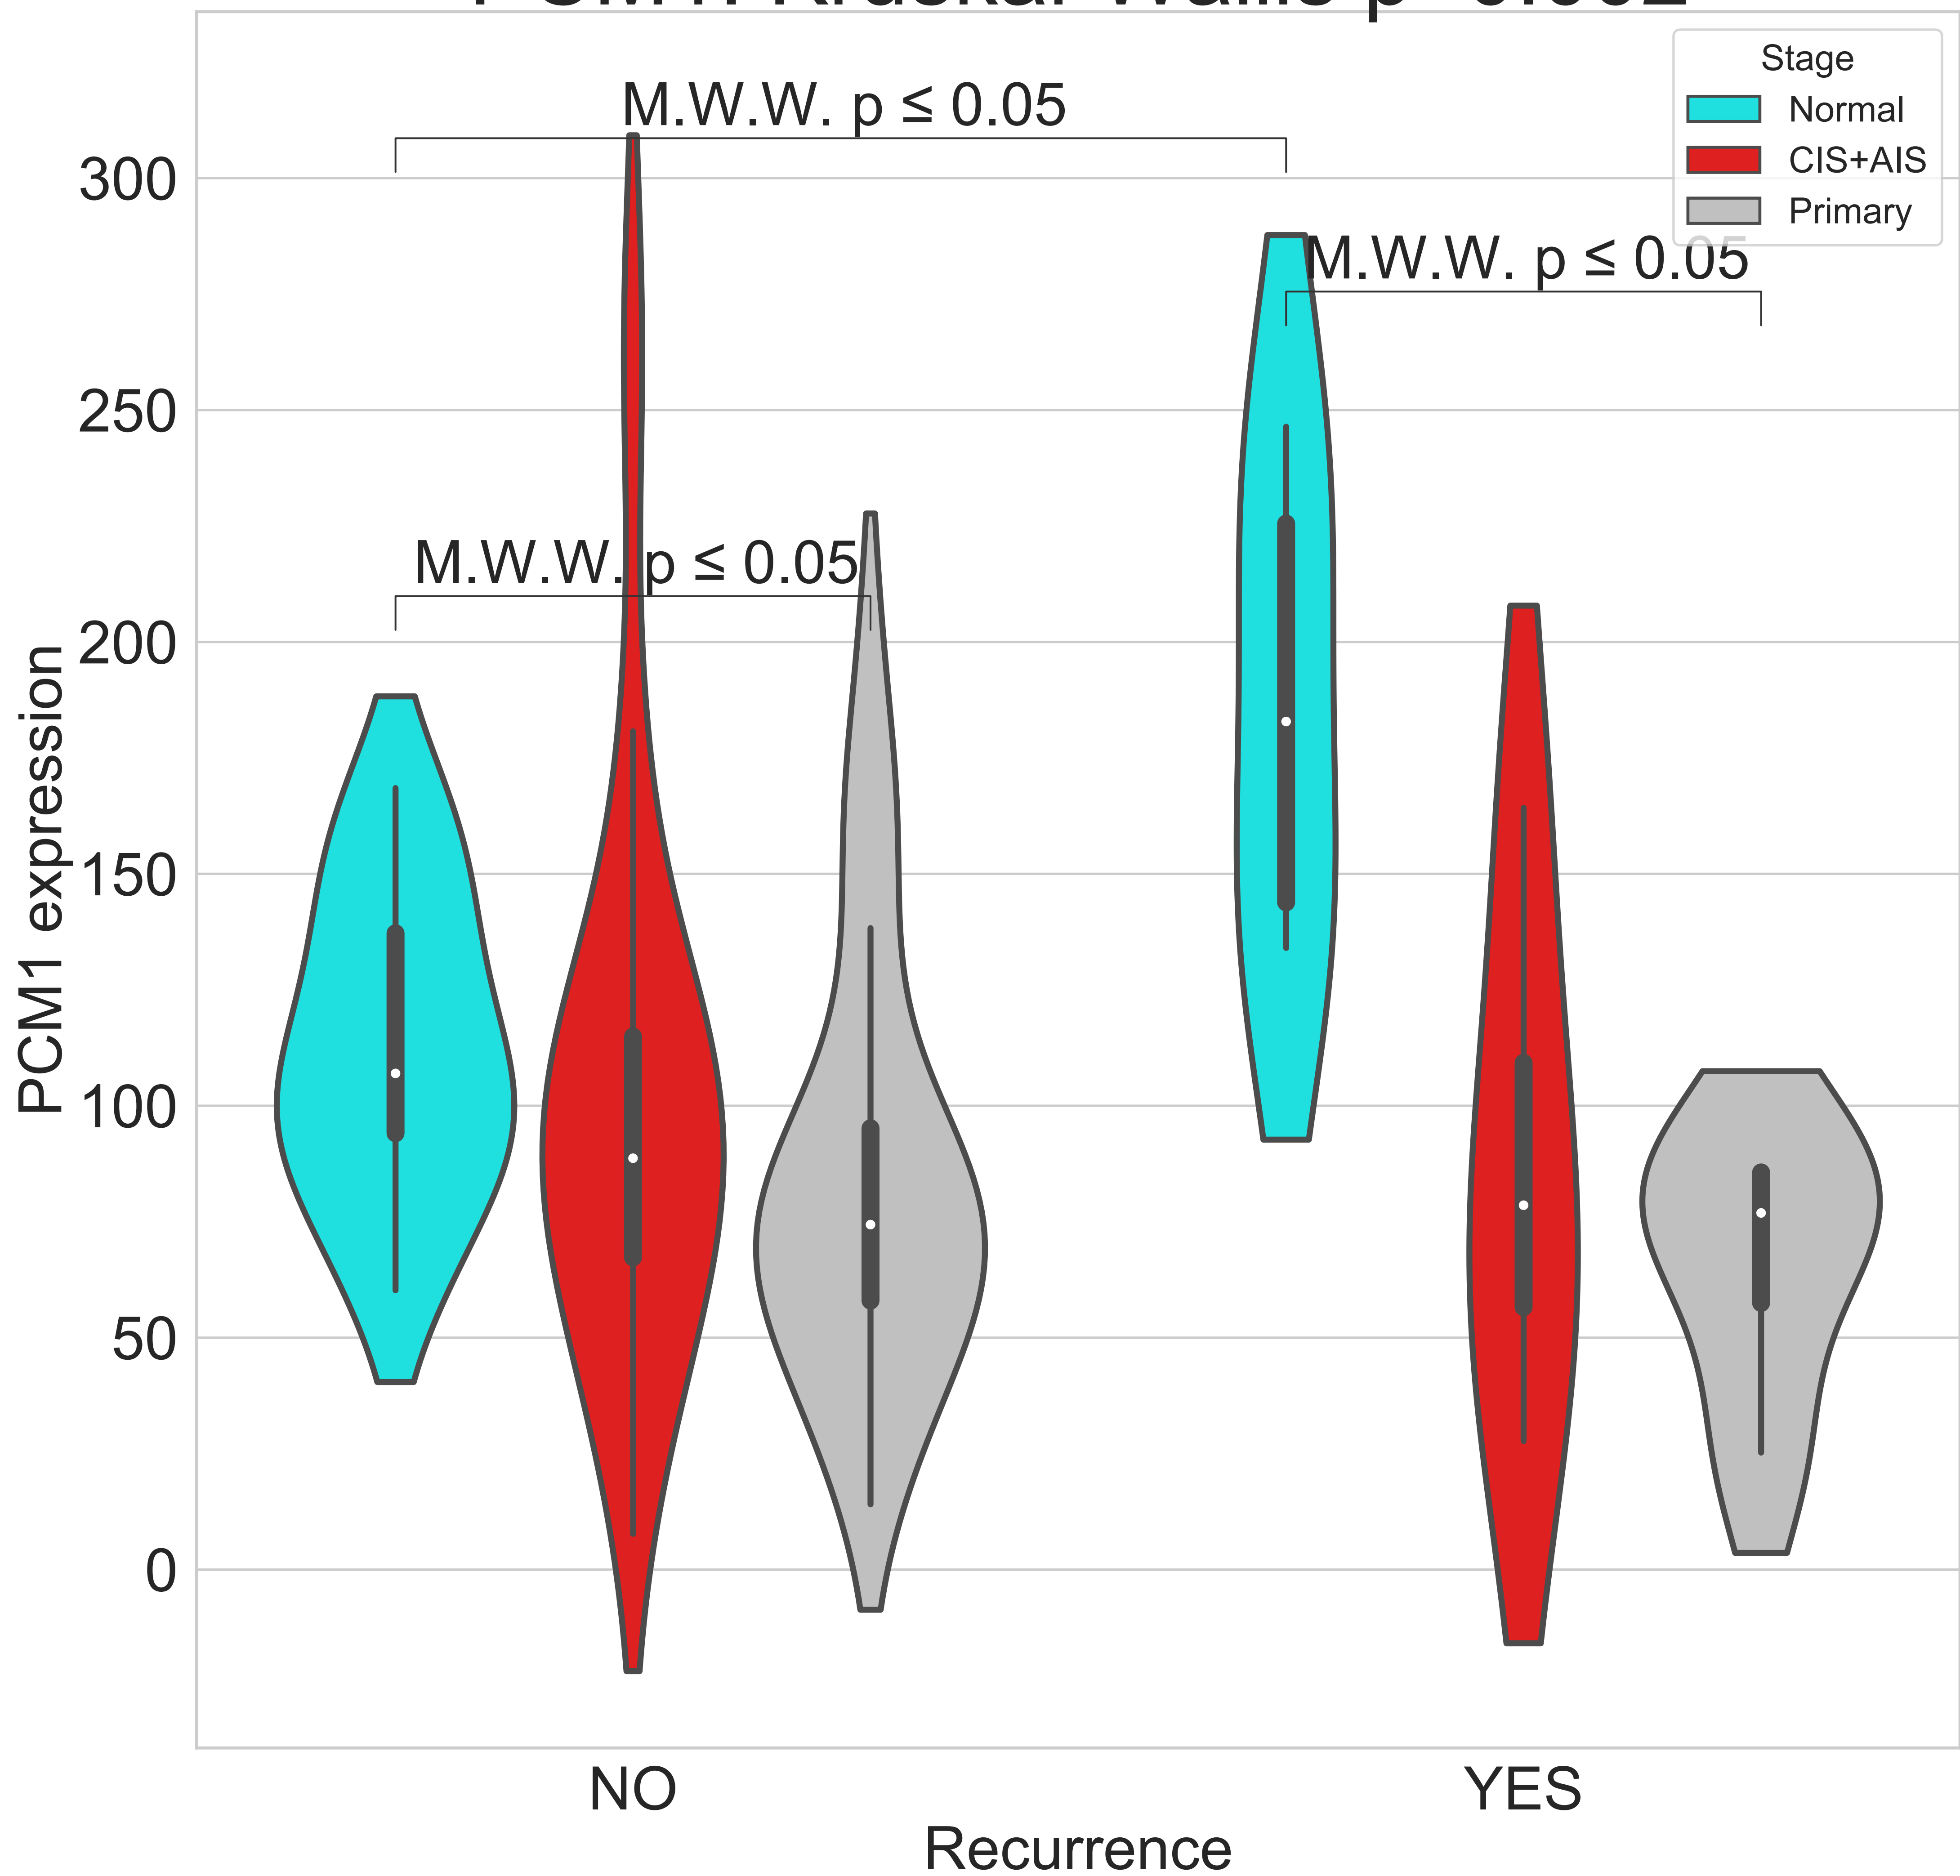 Stage
Normal
CIS+AIS
Primary
M.W.W. p ≤ 0.05
M.W.W. p ≤ 0.05
M.W.W. p ≤ 0.05
300
250
200
150
100
50
0
PCM1 expression
NO
YES
Recurrence